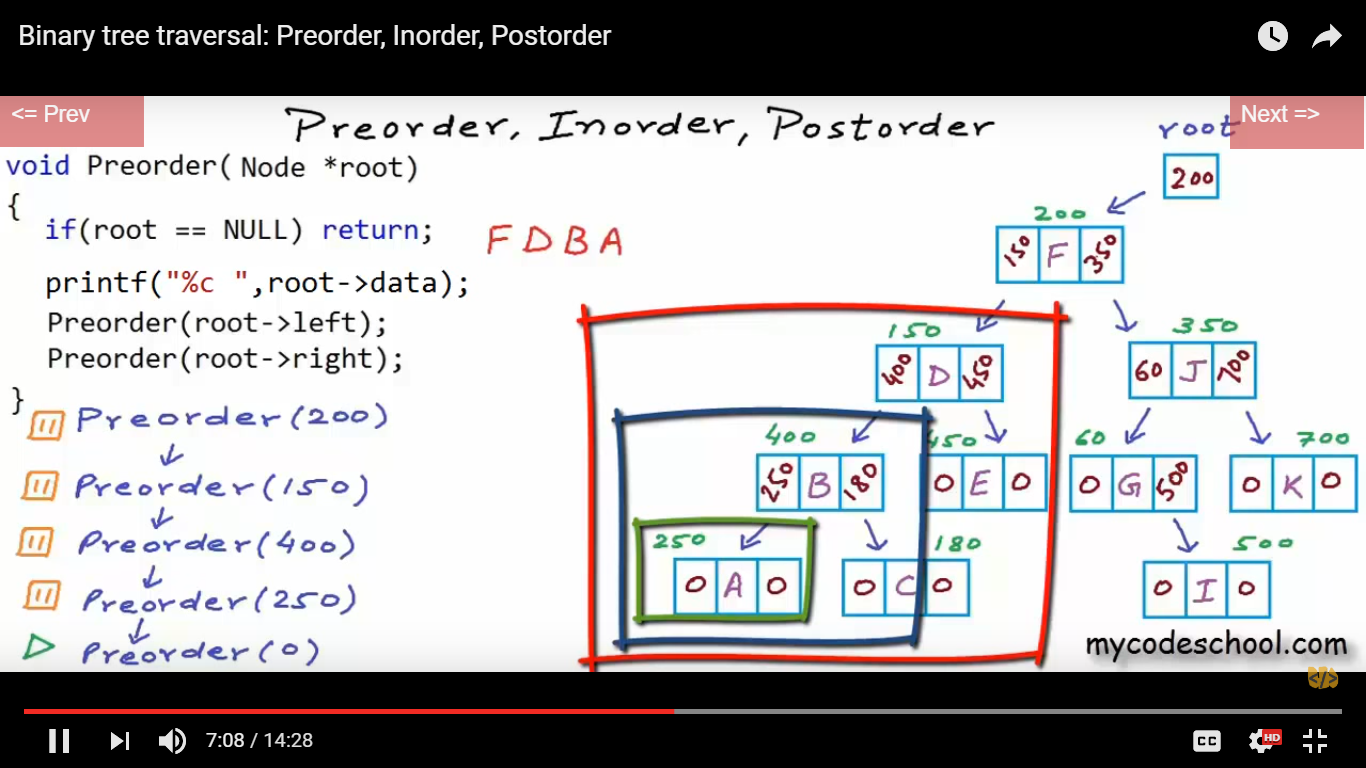 Binary tree traversal: Preorder, Inorder, Postorder
<= Prev
Next =>
Preorder, Inorder, Postorder
void Preorder( Node *root)
{
if(root == NULL) return;
printf("%c ",root->data);
Preorder(root->left);
Preorder(root->right);
}
F D B A
Preorder(200)
Preorder(150)
Preorder(400)
Preorder(250)
Preorder(0)
root
200
200
150 F 350
150
400 D 450
350
60 J 700
400
250 B 180
450
0 E 0
60
0 G 500
700
0 K 0
250
0 A 0
180
0 C 0
500
0 I 0
mycodeschool.com
</>
7:08 / 14:28
CC
HD